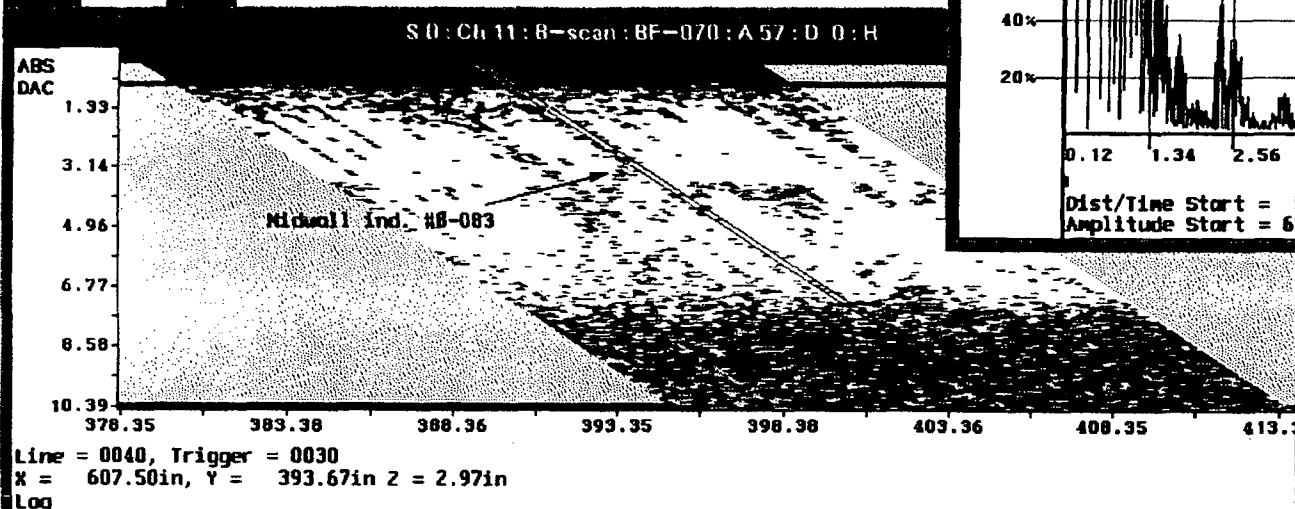 S 0 : Ch 11 : B-scan : BF-070 : A 57 : D 0 : H
ABS
DAC
1.33
3.14
4.96
6.77
8.58
10.39
Midwall ind. #B-083
378.35 383.38 388.36 393.35 398.38 403.36 408.35 413.3
Line = 0040, Trigger = 0030
X = 607.50in, Y = 393.67in Z = 2.97in
Log
40%
20%
0.12 1.34 2.56
Dist/Time Start =
Amplitude Start = 6